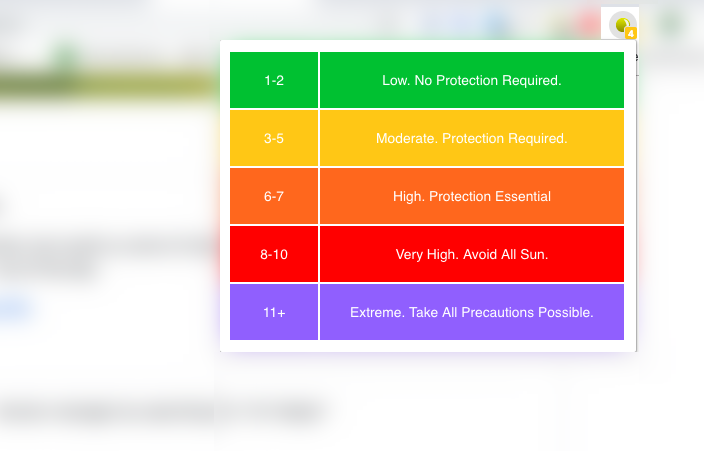 4
1-2 Low. No Protection Required.
3-5 Moderate. Protection Required.
6-7 High. Protection Essential
8-10 Very High. Avoid All Sun.
11+ Extreme. Take All Precautions Possible.